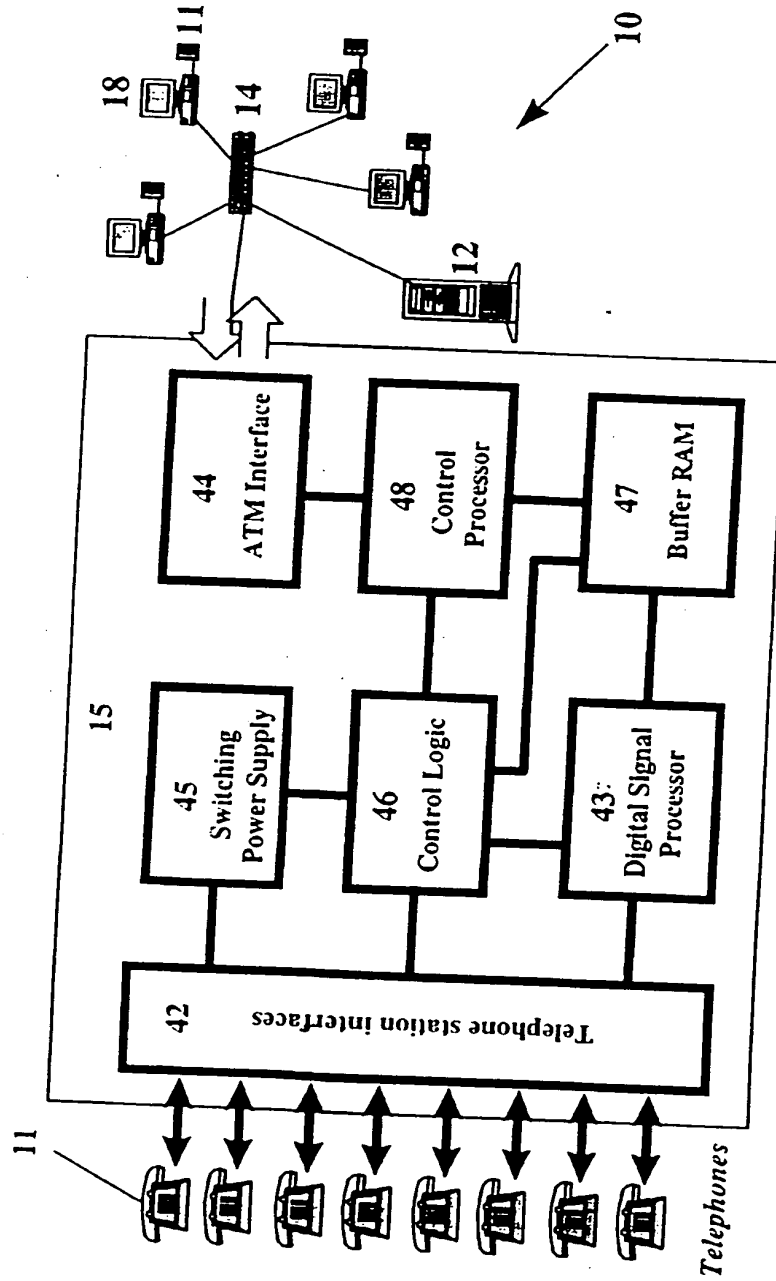 11
Telephones
15
42
Telephone station interfaces
45
Switching
Power Supply
46
Control Logic
43
Digital Signal
Processor
44
ATM Interface
48
Control
Processor
47
Buffer RAM
18
11
14
12
10